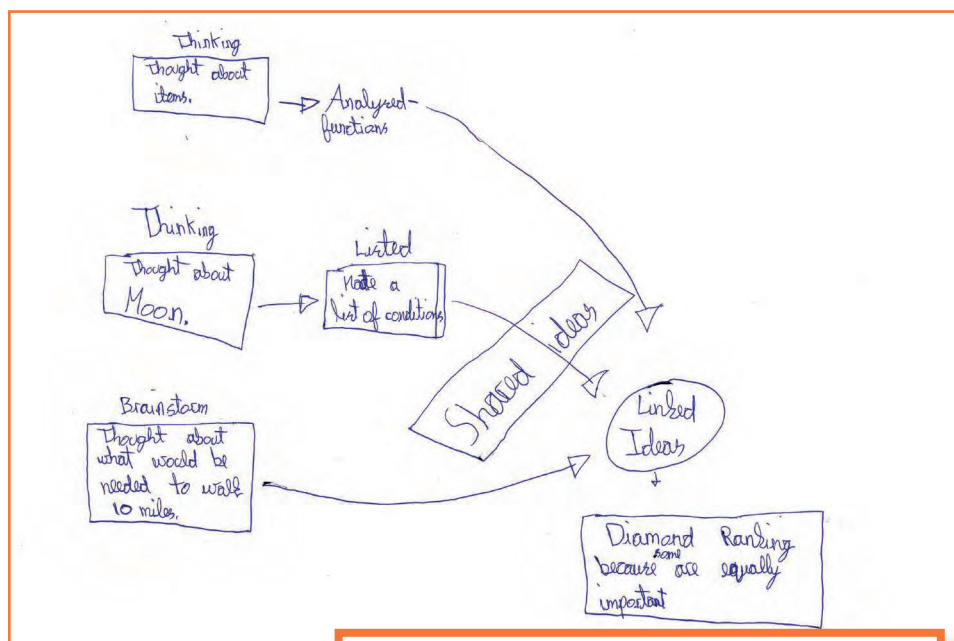 Thinking
Thought about
items.
Analysed-
functions
Thinking
Thought about
Moon.
Listed
Made a
list of conditions
Shared ideas
Brainstorm
Thought about
what would be
needed to walk
10 miles.
Linked
Ideas
Diamond Ranking
because some are equally
important